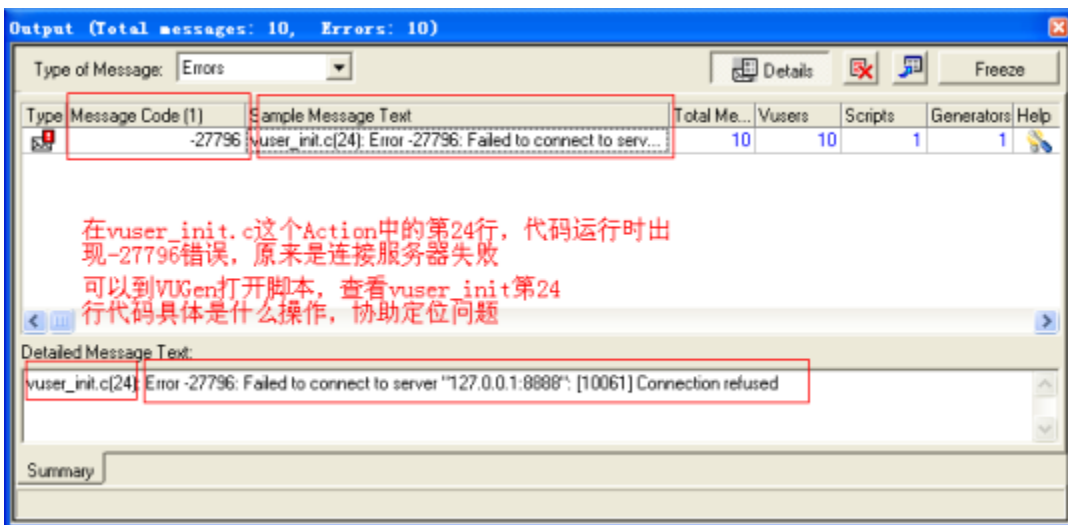 Output (Total messages: 10, Errors: 10)
Type of Message: Errors
Details
Freeze
Type Message Code (1) Sample Message Text Total Me... Vusers Scripts Generators Help
-27796 vuser_init.c(24): Error -27796: Failed to connect to serv... 10 10 1 1
在vuser_init.c这个Action中的第24行，代码运行时出
现-27796错误，原来是连接服务器失败
可以到VUGen打开脚本，查看vuser_init第24
行代码具体是什么操作，协助定位问题
Detailed Message Text:
vuser_init.c(24): Error -27796: Failed to connect to server "127.0.0.1:8888": [10061] Connection refused
Summary